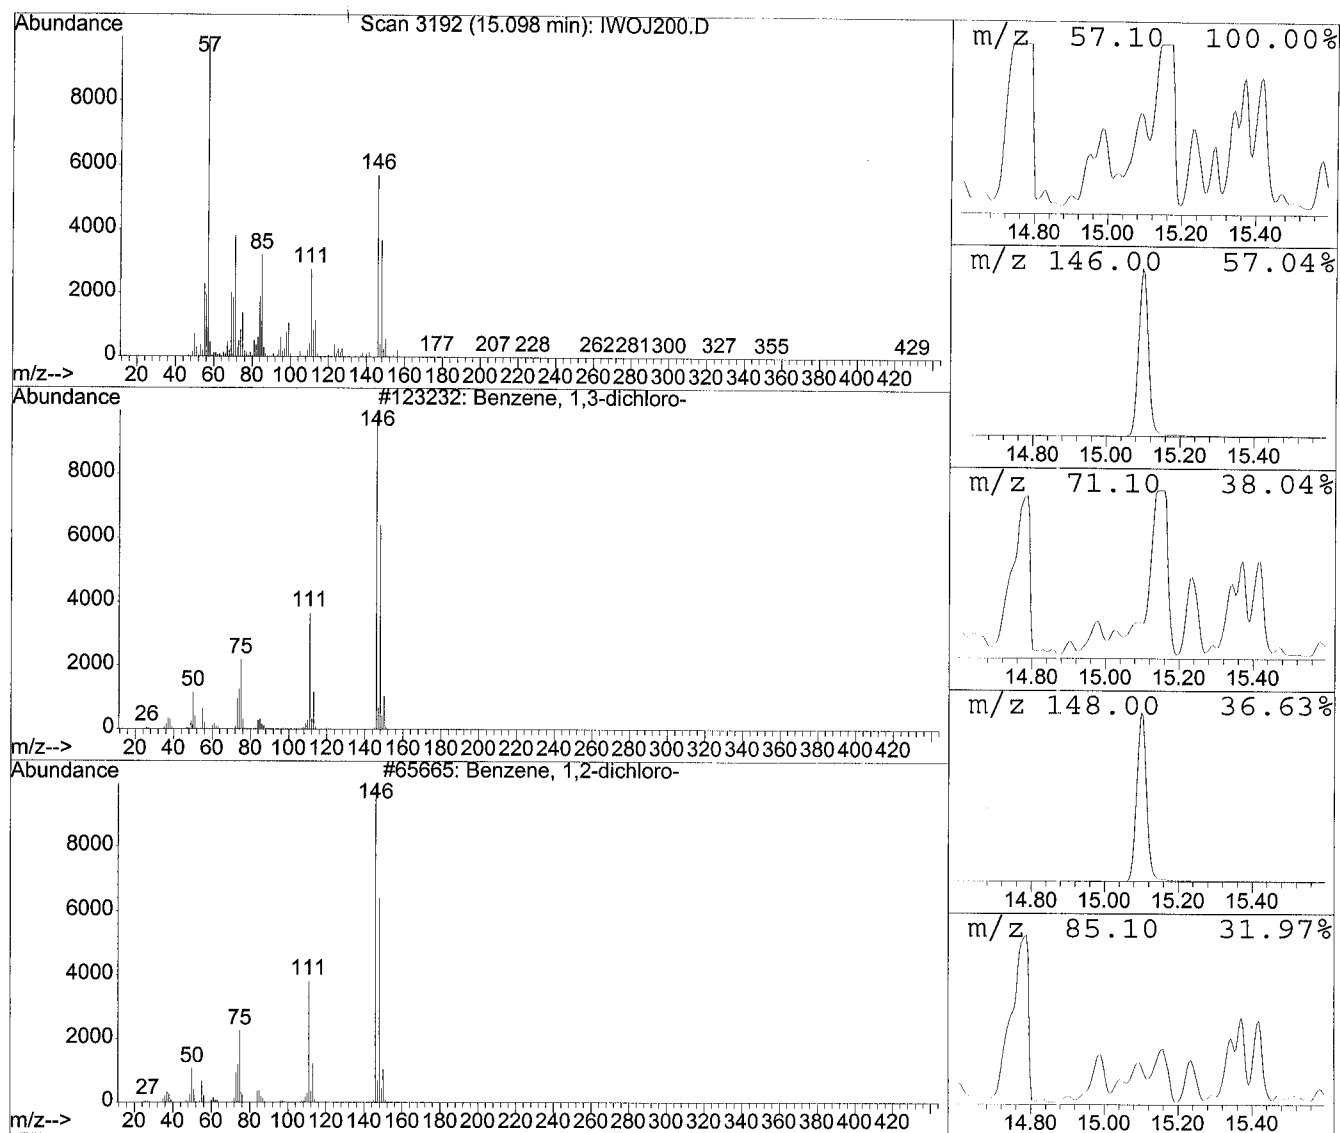 Abundance
Scan 3192 (15.098 min): IWOJ200.D
57
8000
6000
146
4000
85
111
2000
177 207 228 262 281 300 327 355 429
0
20 40 60 80 100 120 140 160 180 200 220 240 260 280 300 320 340 360 380 400 420
m/z-->
Abundance
#123232: Benzene, 1,3-dichloro-
146
8000
6000
4000
111
75
2000
50
26
0
20 40 60 80 100 120 140 160 180 200 220 240 260 280 300 320 340 360 380 400 420
m/z-->
Abundance
#65665: Benzene, 1,2-dichloro-
146
8000
6000
4000
111
75
2000
50
27
0
20 40 60 80 100 120 140 160 180 200 220 240 260 280 300 320 340 360 380 400 420
m/z-->
m/z 57.10 100.00%
14.80 15.00 15.20 15.40
m/z 146.00 57.04%
14.80 15.00 15.20 15.40
m/z 71.10 38.04%
14.80 15.00 15.20 15.40
m/z 148.00 36.63%
14.80 15.00 15.20 15.40
m/z 85.10 31.97%
14.80 15.00 15.20 15.40